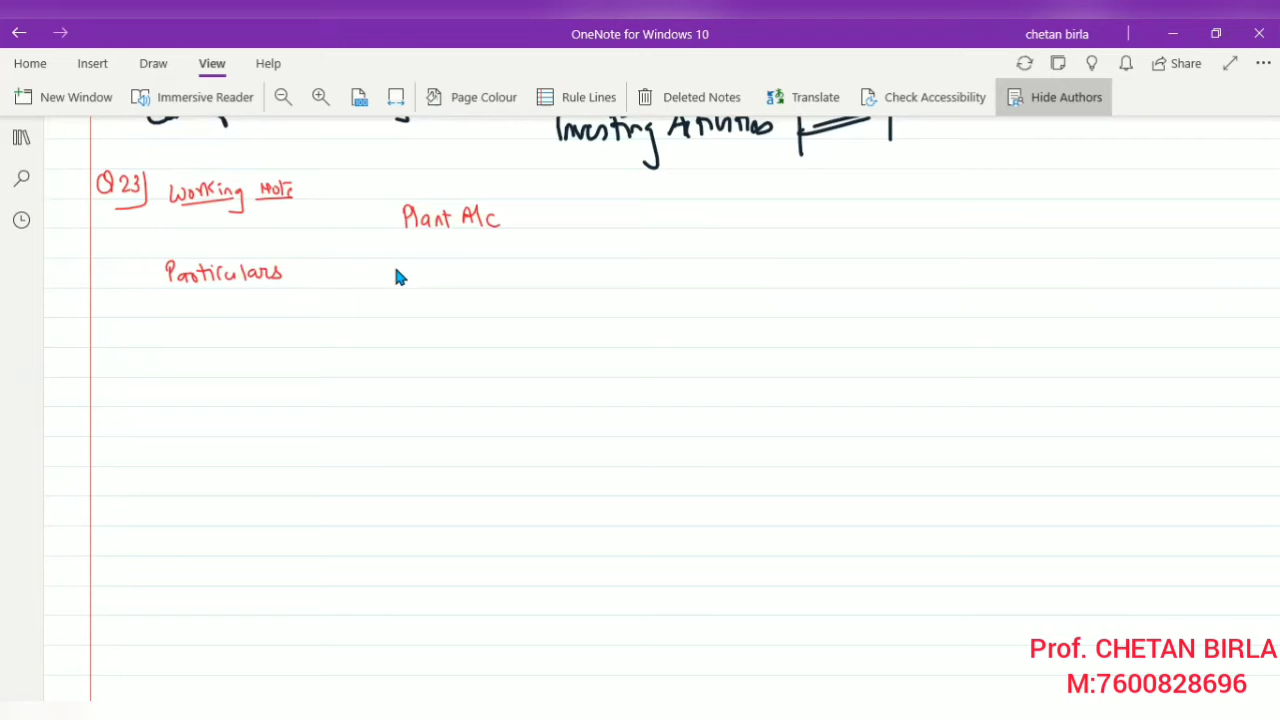 OneNote for Windows 10
chetan birla
Home Insert Draw View Help
Share
New Window Immersive Reader Page Colour Rule Lines Deleted Notes Translate Check Accessibility Hide Authors
Investing Activities
Q 23] Working Note
Plant A/c
Particulars
Prof. CHETAN BIRLA
M:7600828696